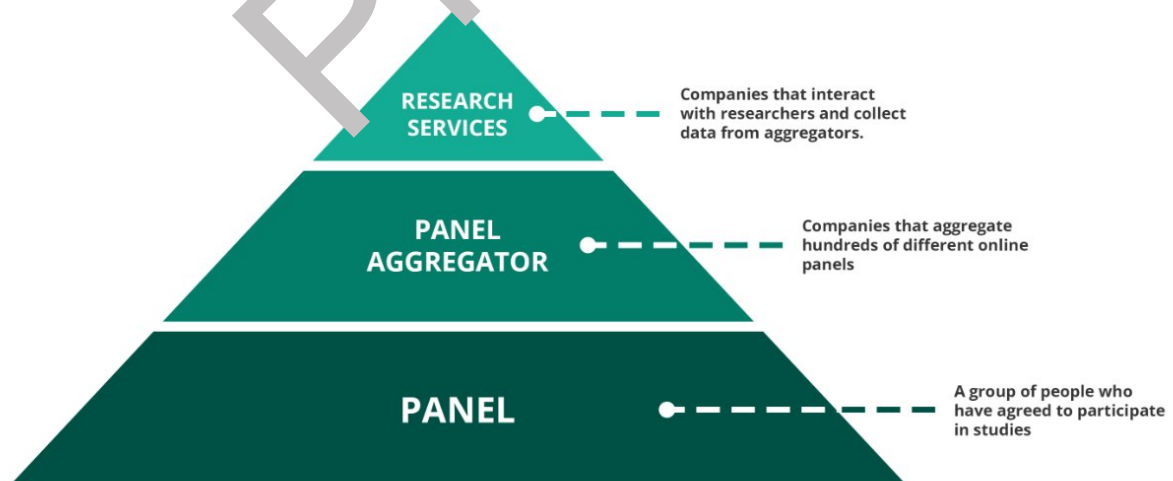 RESEARCH
SERVICES
Companies that interact
with researchers and collect
data from aggregators.
PANEL
AGGREGATOR
Companies that aggregate
hundreds of different online
panels
PANEL
A group of people who
have agreed to participate
in studies